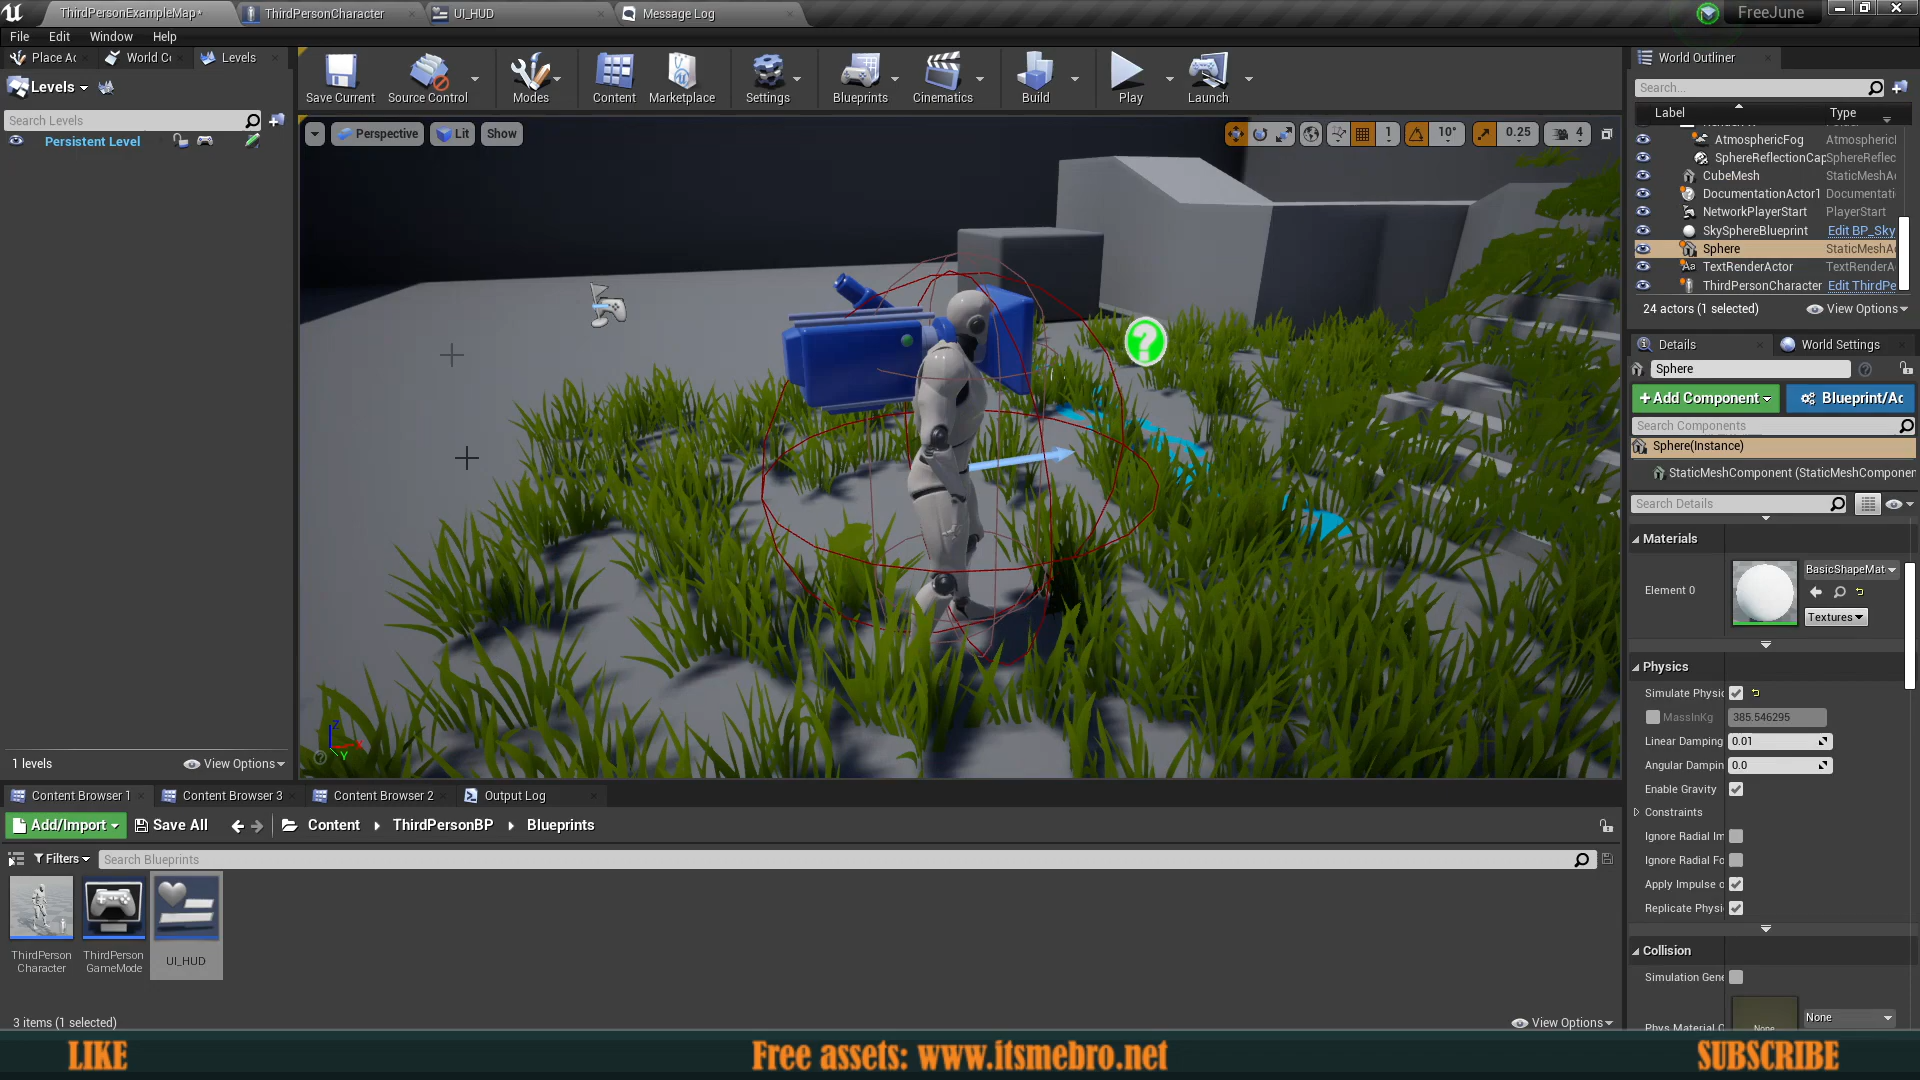 ThirdPersonExampleMap*
ThirdPersonCharacter
UI_HUD
Message Log
FreeJune
File
Edit
Window
Help
Place Ac
World Co
Levels
Levels
Search Levels
Persistent Level
1 levels
View Options
Save Current
Source Control
Modes
Content
Marketplace
Settings
Blueprints
Cinematics
Build
Play
Launch
Perspective
Lit
Show
1
10°
0.25
4
?
Z
X
Y
World Outliner
Search...
Label
Type
AtmosphericFog
AtmosphericI
SphereReflectionCap
SphereReflec
CubeMesh
StaticMeshAc
DocumentationActor1
Documentati
NetworkPlayerStart
PlayerStart
SkySphereBlueprint
Edit BP_Sky
Sphere
StaticMeshAc
TextRenderActor
TextRenderA
ThirdPersonCharacter
Edit ThirdPe
24 actors (1 selected)
View Options
Details
World Settings
Sphere
+Add Component
Blueprint/Ac
Search Components
Sphere(Instance)
StaticMeshComponent (StaticMeshComponen
Search Details
Materials
Element 0
BasicShapeMat
Textures
Physics
Simulate Physic
MassInKg
385.546295
Linear Damping
0.01
Angular Dampin
0.0
Enable Gravity
Constraints
Ignore Radial Im
Ignore Radial Fo
Apply Impulse o
Replicate Physi
Collision
Simulation Gene
Phys Material O
None
None
Content Browser 1
Content Browser 3
Content Browser 2
Output Log
Add/Import
Save All
Content
ThirdPersonBP
Blueprints
Filters
Search Blueprints
ThirdPerson
Character
ThirdPerson
GameMode
UI_HUD
3 items (1 selected)
View Options
LIKE
Free assets: www.itsmebro.net
SUBSCRIBE